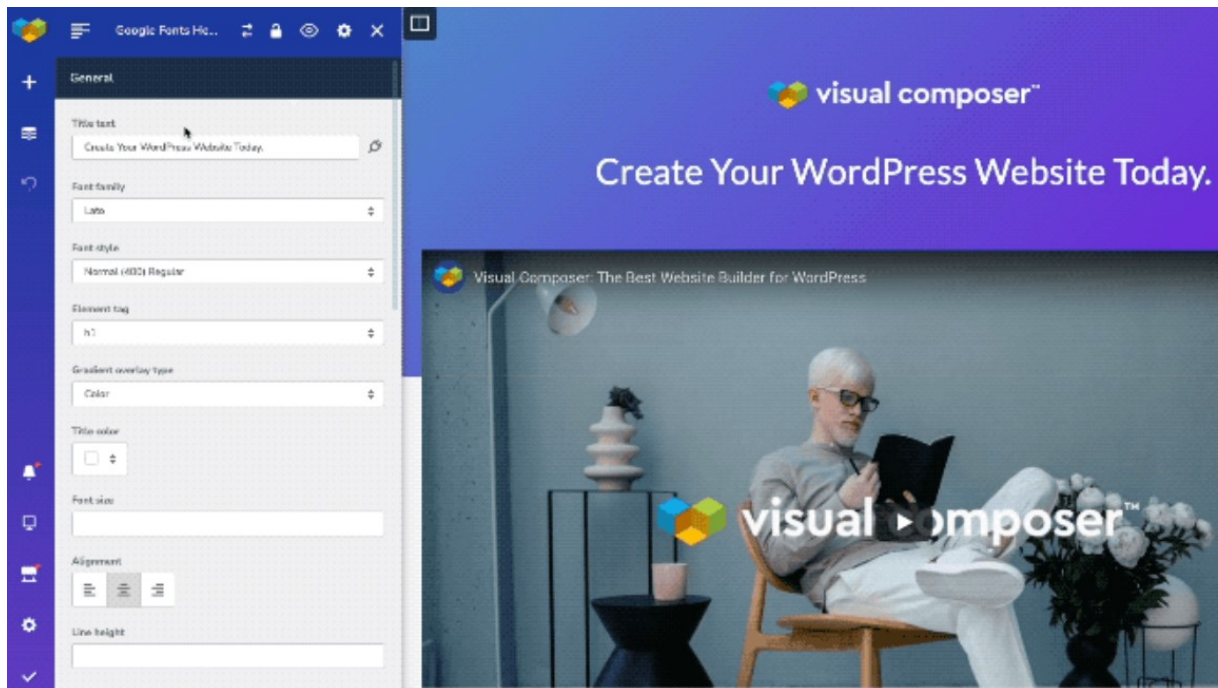 Google Fonts He...
General
Title text
Create Your WordPress Website Today.
Font family
Lato
Font style
Normal (400) Regular
Element tag
h1
Gradient overlay type
Color
Title color
Font size
Alignment
Line height
visual composer™
Create Your WordPress Website Today.
Visual Composer: The Best Website Builder for WordPress
visual omposer™